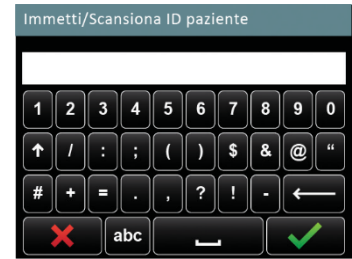 Immetti/Scansiona ID paziente
1 2 3 4 5 6 7 8 9 0
↑ / : ; ( ) $ & @ “
# + = . , ? ! - ←
abc